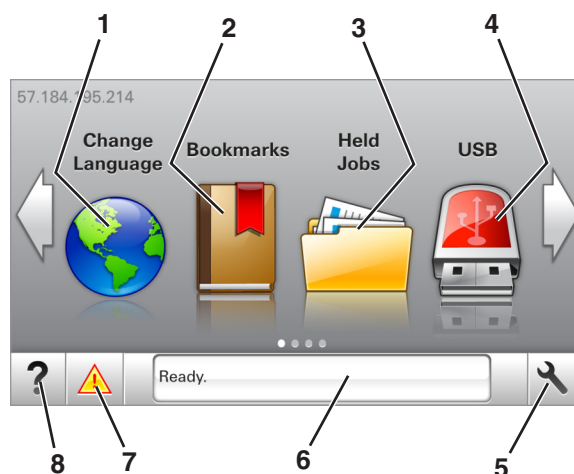 1 2 3 4
57.184.195.214
Change
Language
Bookmarks
Held
Jobs
USB
?
Ready.
8 7 6 5